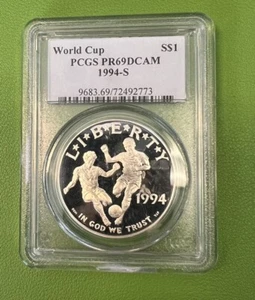 World Cup S$1
PCGS PR69DCAM
1994-S
9683.69/72492773
LIBERTY
1994
IN GOD WE TRUST